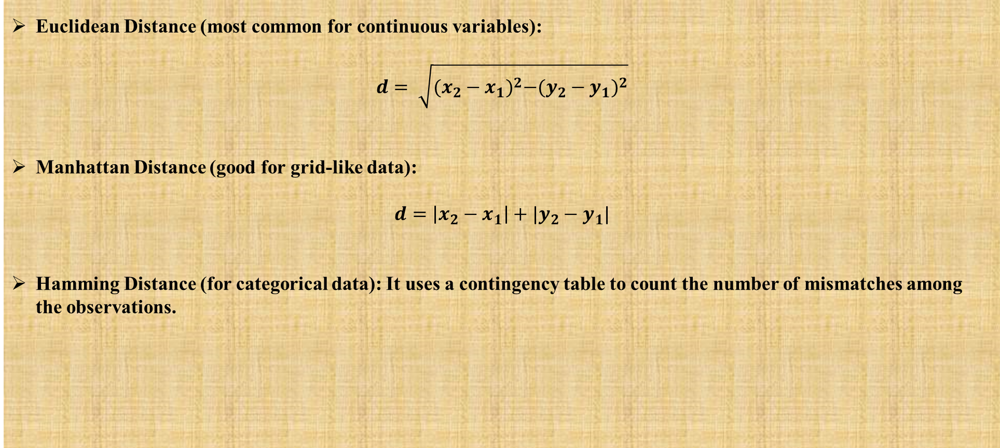 ➢ Euclidean Distance (most common for continuous variables):
d = √(x₂ − x₁)²−(y₂ − y₁)²
➢ Manhattan Distance (good for grid-like data):
d = |x₂ − x₁| + |y₂ − y₁|
➢ Hamming Distance (for categorical data): It uses a contingency table to count the number of mismatches among
the observations.